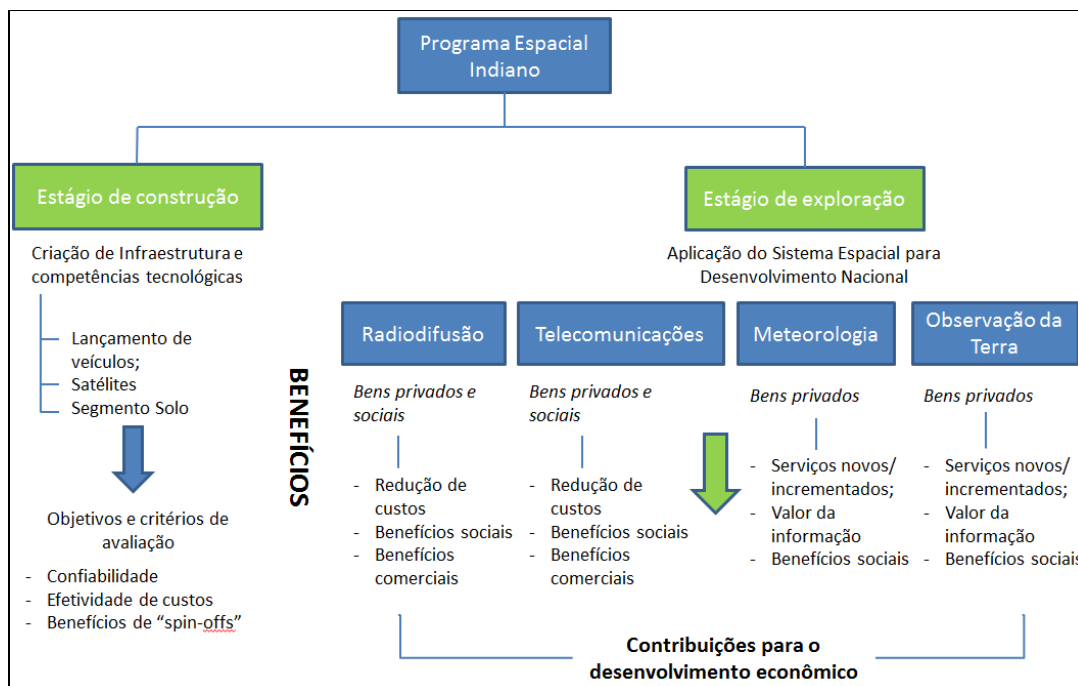 Programa Espacial
Indiano
Estágio de construção
Criação de Infraestrutura e
competências tecnológicas
Lançamento de
veículos;
Satélites
Segmento Solo
Objetivos e critérios de
avaliação
- Confiabilidade
- Efetividade de custos
- Benefícios de “spin-offs”
Estágio de exploração
Aplicação do Sistema Espacial para
Desenvolvimento Nacional
BENEFÍCIOS
Radiodifusão
Bens privados e
sociais
- Redução de
custos
- Benefícios sociais
- Benefícios
comerciais
Telecomunicações
Bens privados e
sociais
- Redução de
custos
- Benefícios sociais
- Benefícios
comerciais
Meteorologia
Bens privados
- Serviços novos/
incrementados;
- Valor da
informação
- Benefícios sociais
Observação da
Terra
Bens privados
- Serviços novos/
incrementados;
- Valor da
informação
- Benefícios sociais
Contribuições para o
desenvolvimento econômico